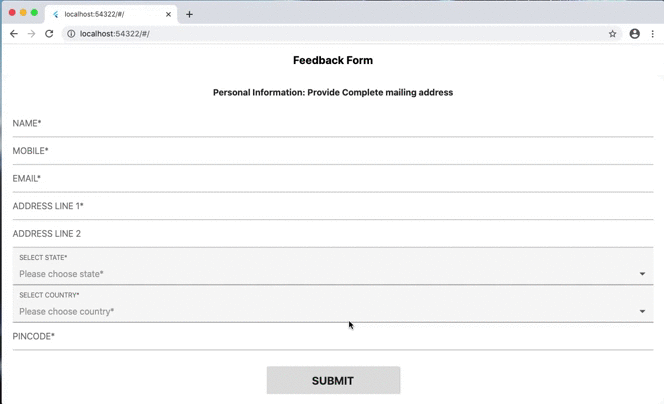 localhost:54322/#/
localhost:54322/#/
Feedback Form
Personal Information: Provide Complete mailing address
NAME*
MOBILE*
EMAIL*
ADDRESS LINE 1*
ADDRESS LINE 2
SELECT STATE*
Please choose state*
SELECT COUNTRY*
Please choose country*
PINCODE*
SUBMIT